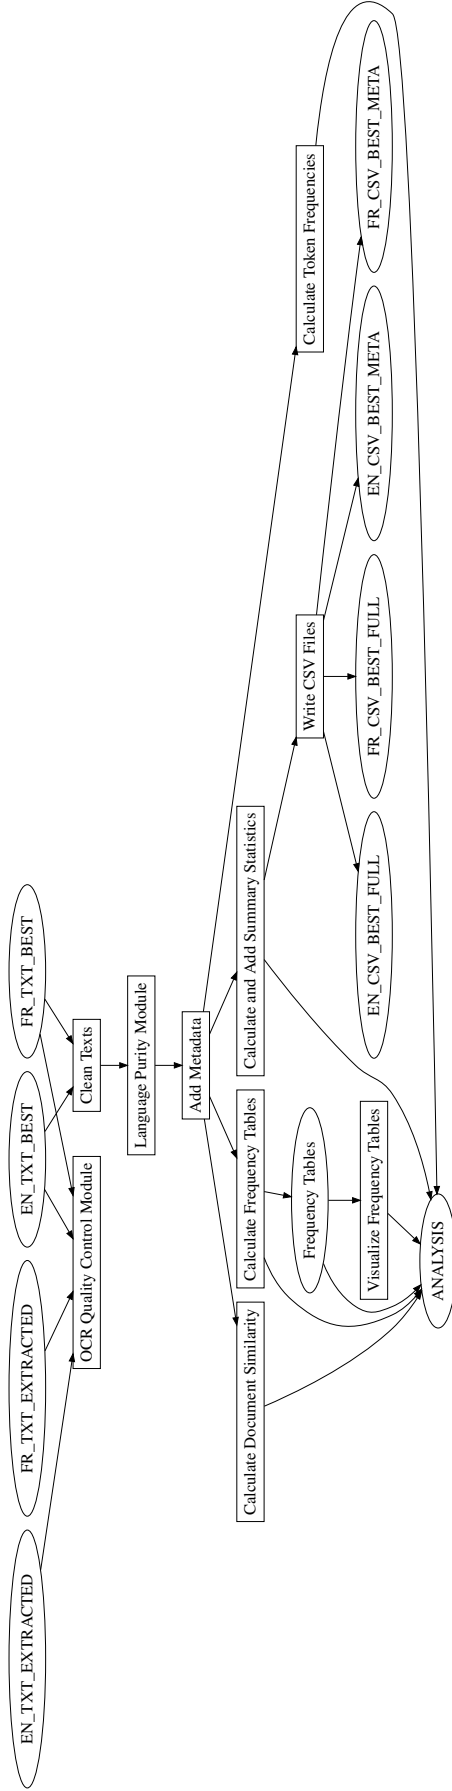 EN_TXT_EXTRACTED
FR_TXT_EXTRACTED
EN_TXT_BEST
FR_TXT_BEST
OCR Quality Control Module
Clean Texts
Language Purity Module
Add Metadata
Calculate Document Similarity
Calculate Frequency Tables
Calculate and Add Summary Statistics
Frequency Tables
Write CSV Files
Calculate Token Frequencies
Visualize Frequency Tables
EN_CSV_BEST_FULL
FR_CSV_BEST_FULL
EN_CSV_BEST_META
FR_CSV_BEST_META
ANALYSIS